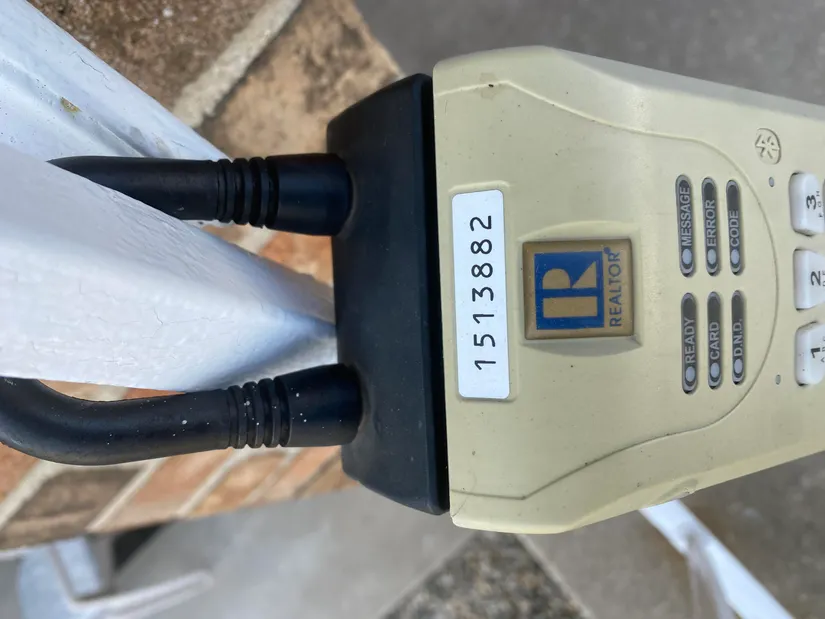 1513882
R
REALTOR®
READY MESSAGE
CARD ERROR
D.N.D. CODE
1 2 3